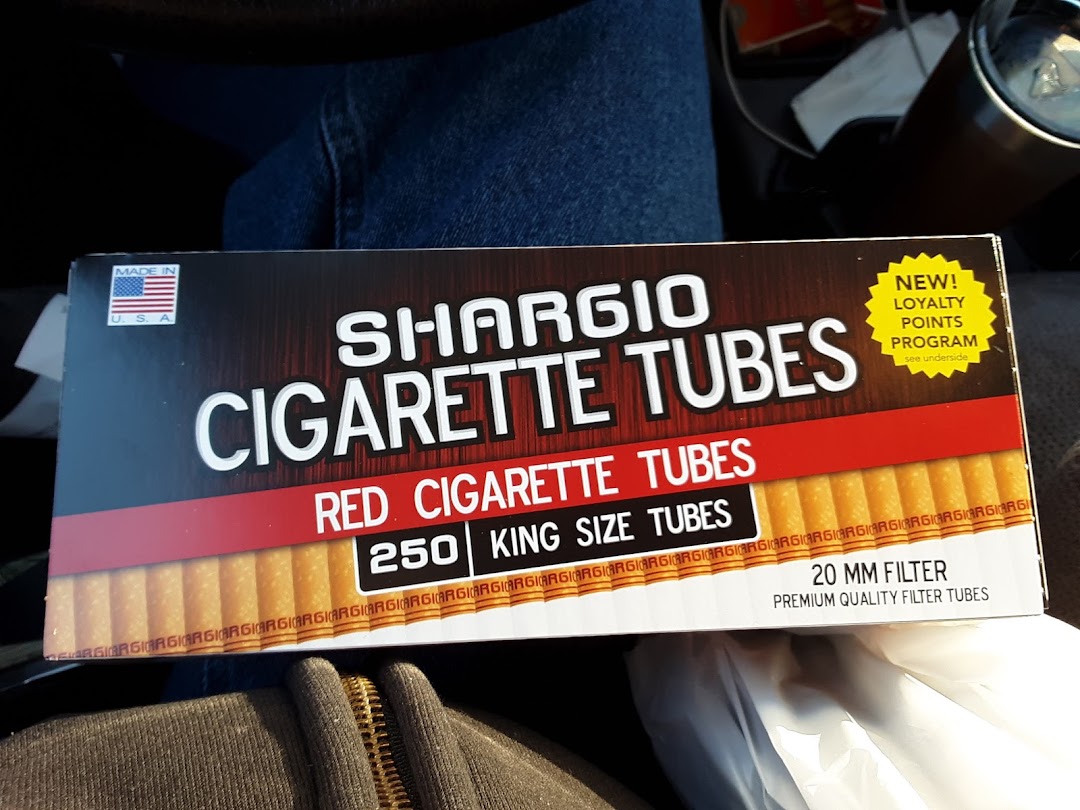 MADE IN
U. S. A.
SHARGIO
CIGARETTE TUBES
NEW!
LOYALTY
POINTS
PROGRAM
see underside
RED CIGARETTE TUBES
250 KING SIZE TUBES
20 MM FILTER
PREMIUM QUALITY FILTER TUBES